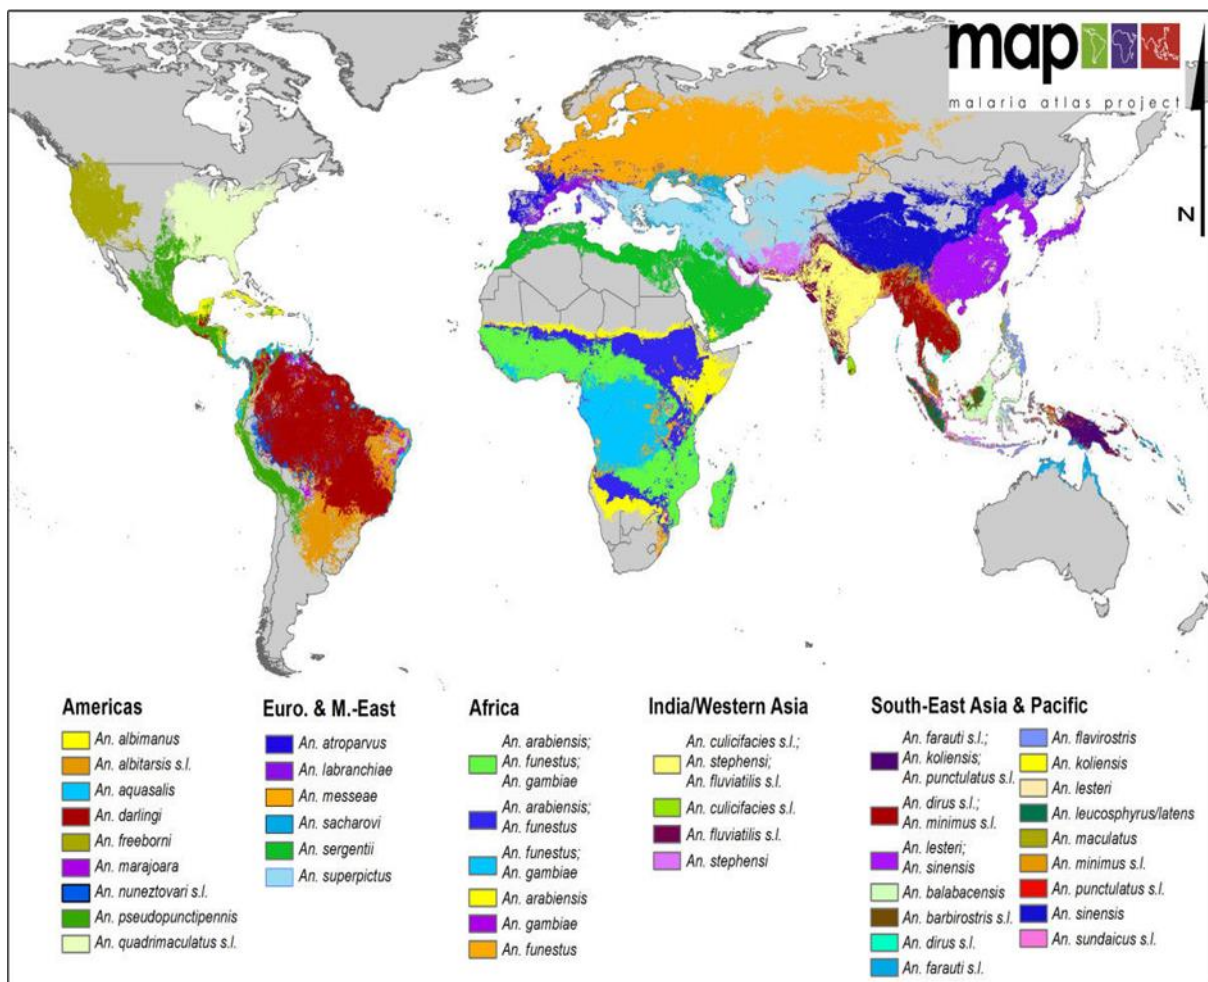 map
malaria atlas project
N
Americas
An. albimanus
An. albitarsis s.l.
An. aquasalis
An. darlingi
An. freeborni
An. marajoara
An. nuneztovari s.l.
An. pseudopunctipennis
An. quadrimaculatus s.l.
Euro. & M.-East
An. atroparvus
An. labranchiae
An. messeae
An. sacharovi
An. sergentii
An. superpictus
Africa
An. arabiensis;
An. funestus;
An. gambiae
An. arabiensis;
An. funestus
An. funestus;
An. gambiae
An. arabiensis
An. gambiae
An. funestus
India/Western Asia
An. culicifacies s.l.;
An. stephensi;
An. fluviatilis s.l.
An. culicifacies s.l.
An. fluviatilis s.l.
An. stephensi
South-East Asia & Pacific
An. farauti s.l.;
An. koliensis;
An. punctulatus s.l.
An. dirus s.l.;
An. minimus s.l.
An. lesteri;
An. sinensis
An. balabacensis
An. barbirostris s.l.
An. dirus s.l.
An. farauti s.l.
An. flavirostris
An. koliensis
An. lesteri
An. leucosphyrus/latens
An. maculatus
An. minimus s.l.
An. punctulatus s.l.
An. sinensis
An. sundaicus s.l.